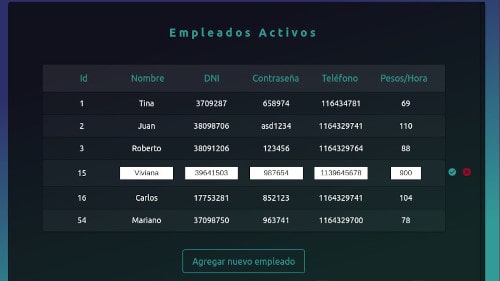 Empleados Activos
Id Nombre DNI Contraseña Teléfono Pesos/Hora
1 Tina 3709287 658974 116434781 69
2 Juan 38098706 asd1234 1164329741 110
3 Roberto 38091206 123456 1164329764 88
15 Viviana 39641503 987654 1139645678 900
16 Carlos 17753281 852123 1164329741 104
54 Mariano 37098750 963741 1164329700 78
Agregar nuevo empleado